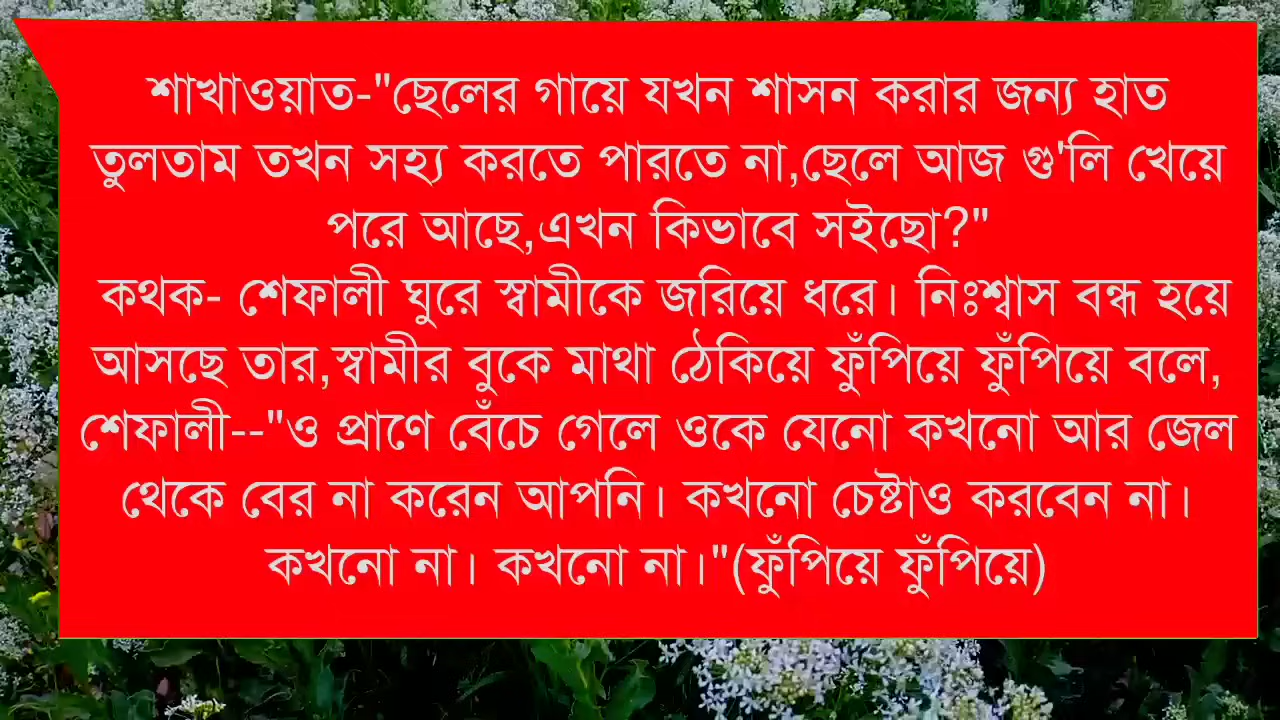 শাখাওয়াত-"ছেলের গায়ে যখন শাসন করার জন্য হাত
তুলতাম তখন সহ্য করতে পারতে না,ছেলে আজ গু'লি খেয়ে
পরে আছে,এখন কিভাবে সইছো?"
কথক- শেফালী ঘুরে স্বামীকে জরিয়ে ধরে। নিঃশ্বাস বন্ধ হয়ে
আসছে তার,স্বামীর বুকে মাথা ঠেকিয়ে ফুঁপিয়ে ফুঁপিয়ে বলে,
শেফালী--"ও প্রাণে বেঁচে গেলে ওকে যেনো কখনো আর জেল
থেকে বের না করেন আপনি। কখনো চেষ্টাও করবেন না।
কখনো না। কখনো না।"(ফুঁপিয়ে ফুঁপিয়ে)